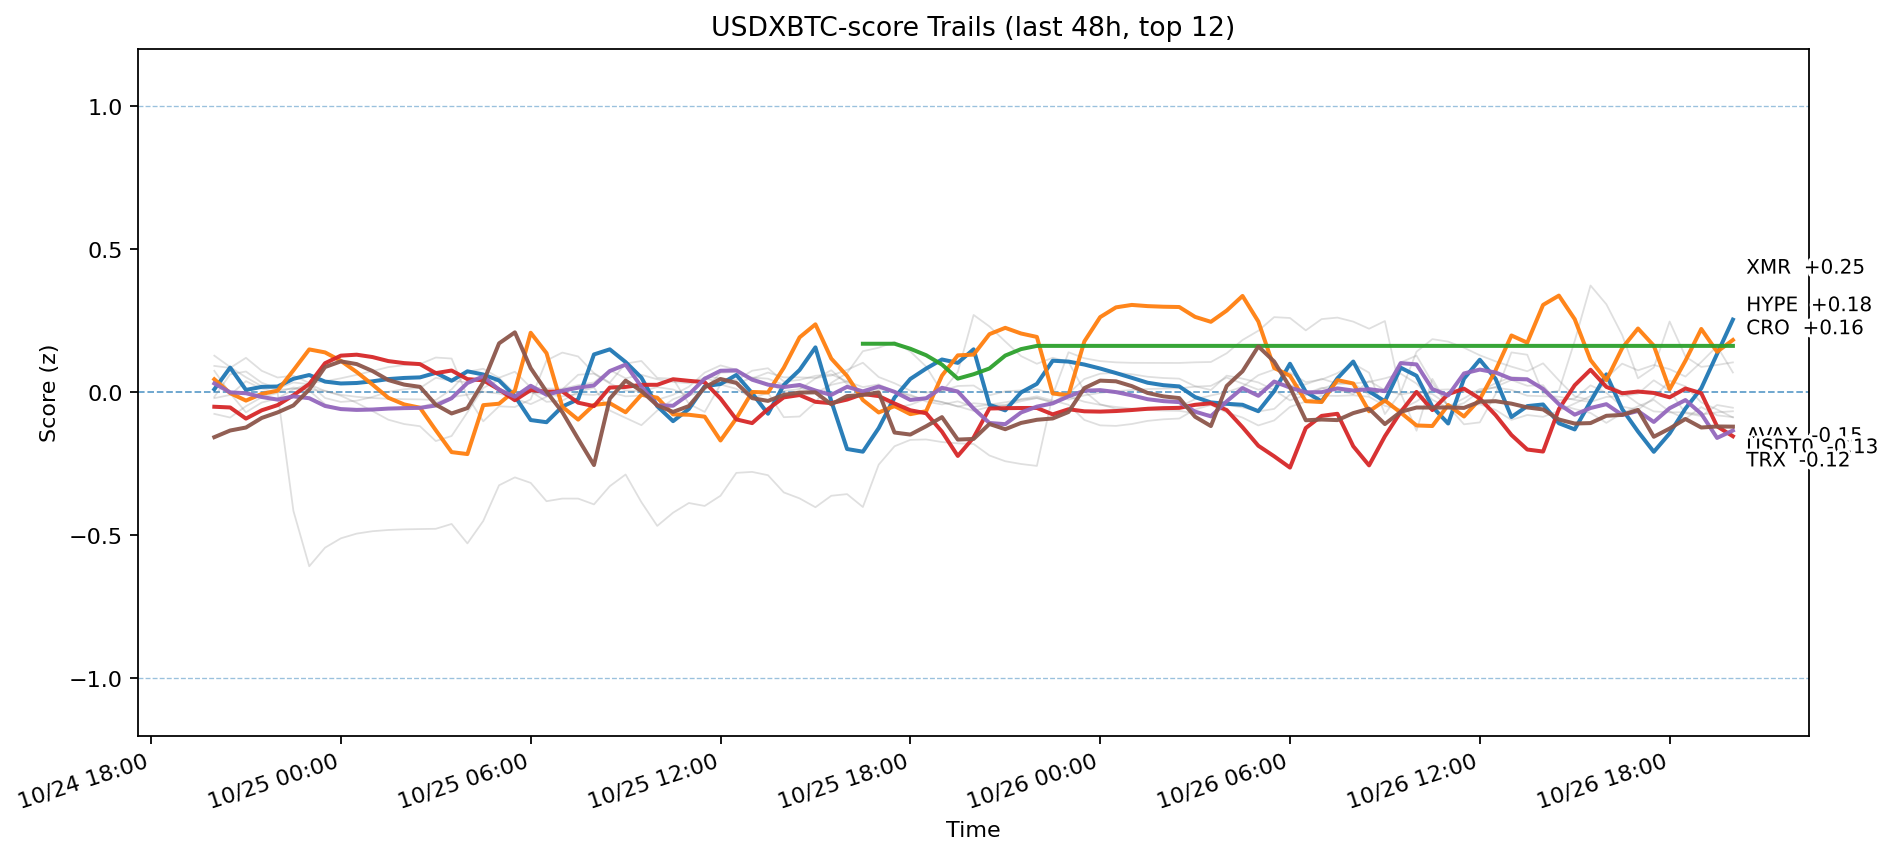 USDXBTC-score Trails (last 48h, top 12)
Score (z)
1.0
0.5
0.0
−0.5
−1.0
XMR +0.25
HYPE +0.18
CRO +0.16
AVAX -0.15
USDT0 -0.13
TRX -0.12
10/24 18:00
10/25 00:00
10/25 06:00
10/25 12:00
10/25 18:00
10/26 00:00
10/26 06:00
10/26 12:00
10/26 18:00
Time